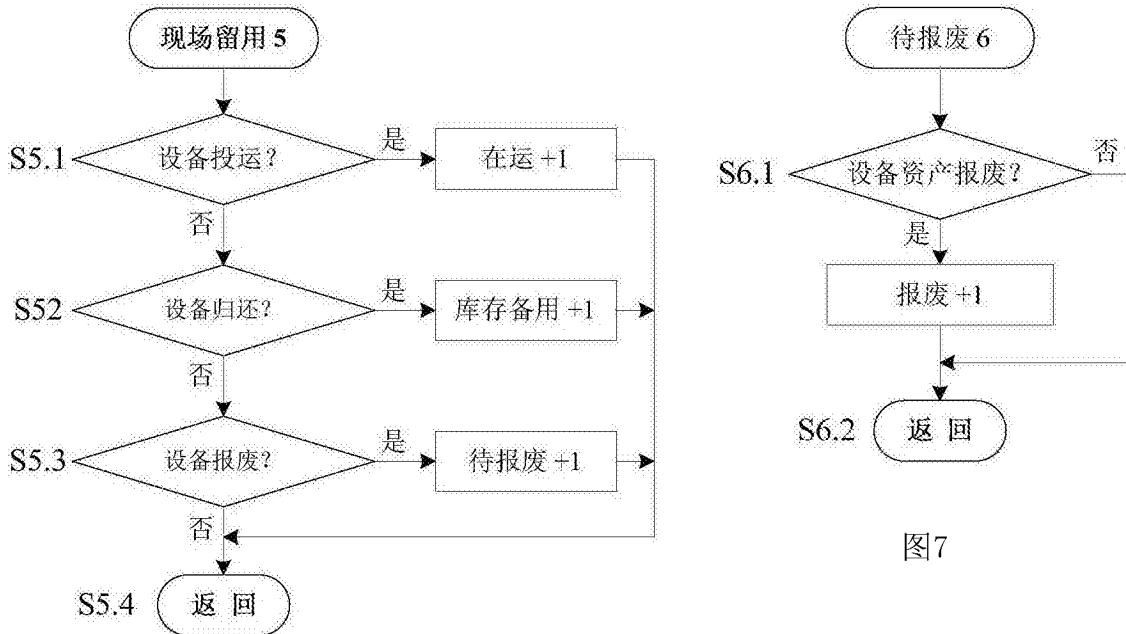 现场留用 5
S5.1
设备投运?
是
在运 +1
否
S52
设备归还?
是
库存备用 +1
否
S5.3
设备报废?
是
待报废 +1
否
S5.4
返 回
待报废 6
S6.1
设备资产报废?
否
是
报废 +1
S6.2
返 回
图7